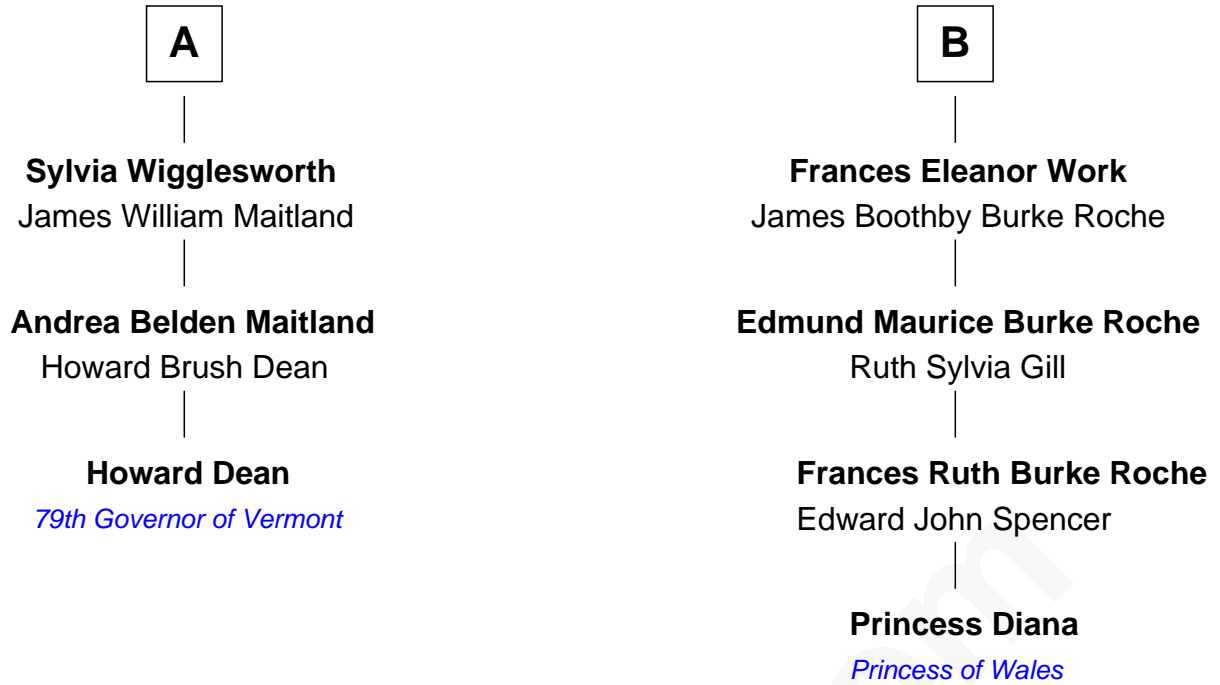 A
Sylvia Wigglesworth
James William Maitland
Andrea Belden Maitland
Howard Brush Dean
Howard Dean
79th Governor of Vermont
B
Frances Eleanor Work
James Boothby Burke Roche
Edmund Maurice Burke Roche
Ruth Sylvia Gill
Frances Ruth Burke Roche
Edward John Spencer
Princess Diana
Princess of Wales